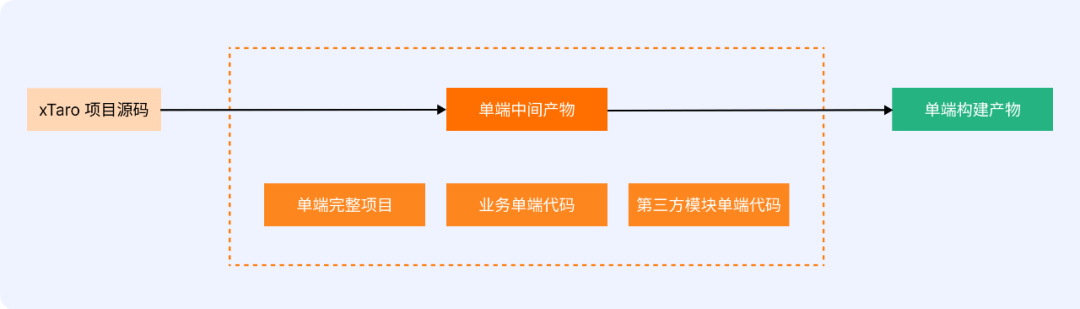 xTaro 项目源码
单端中间产物
单端构建产物
单端完整项目
业务单端代码
第三方模块单端代码